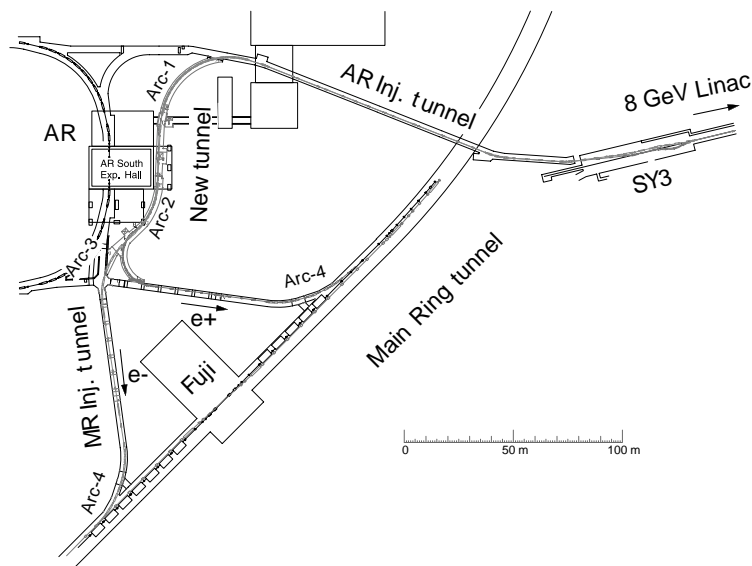 Arc-1
AR Inj. tunnel
8 GeV Linac
AR
AR South
Exp. Hall
New tunnel
SY3
Arc-2
Arc-3
Arc-4
e+
Main Ring tunnel
MR Inj. tunnel
e-
Fuji
0 50 m 100 m
Arc-4